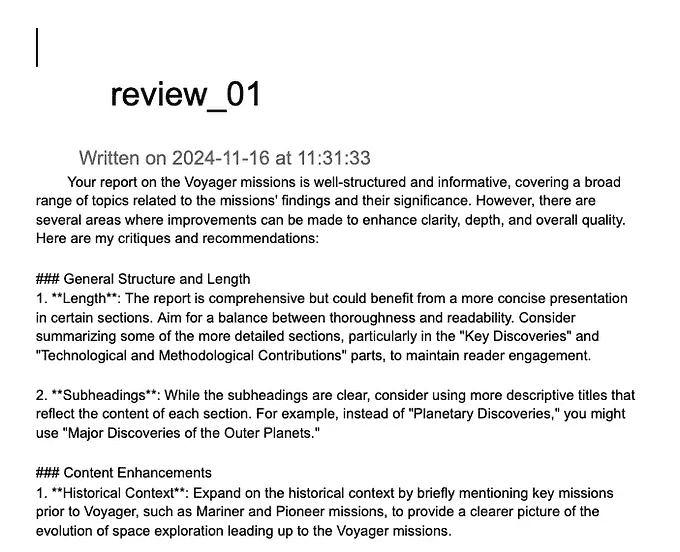 review_01
Written on 2024-11-16 at 11:31:33
Your report on the Voyager missions is well-structured and informative, covering a broad
range of topics related to the missions' findings and their significance. However, there are
several areas where improvements can be made to enhance clarity, depth, and overall quality.
Here are my critiques and recommendations:
### General Structure and Length
1. **Length**: The report is comprehensive but could benefit from a more concise presentation
in certain sections. Aim for a balance between thoroughness and readability. Consider
summarizing some of the more detailed sections, particularly in the "Key Discoveries" and
"Technological and Methodological Contributions" parts, to maintain reader engagement.
2. **Subheadings**: While the subheadings are clear, consider using more descriptive titles that
reflect the content of each section. For example, instead of "Planetary Discoveries," you might
use "Major Discoveries of the Outer Planets."
### Content Enhancements
1. **Historical Context**: Expand on the historical context by briefly mentioning key missions
prior to Voyager, such as Mariner and Pioneer missions, to provide a clearer picture of the
evolution of space exploration leading up to the Voyager missions.